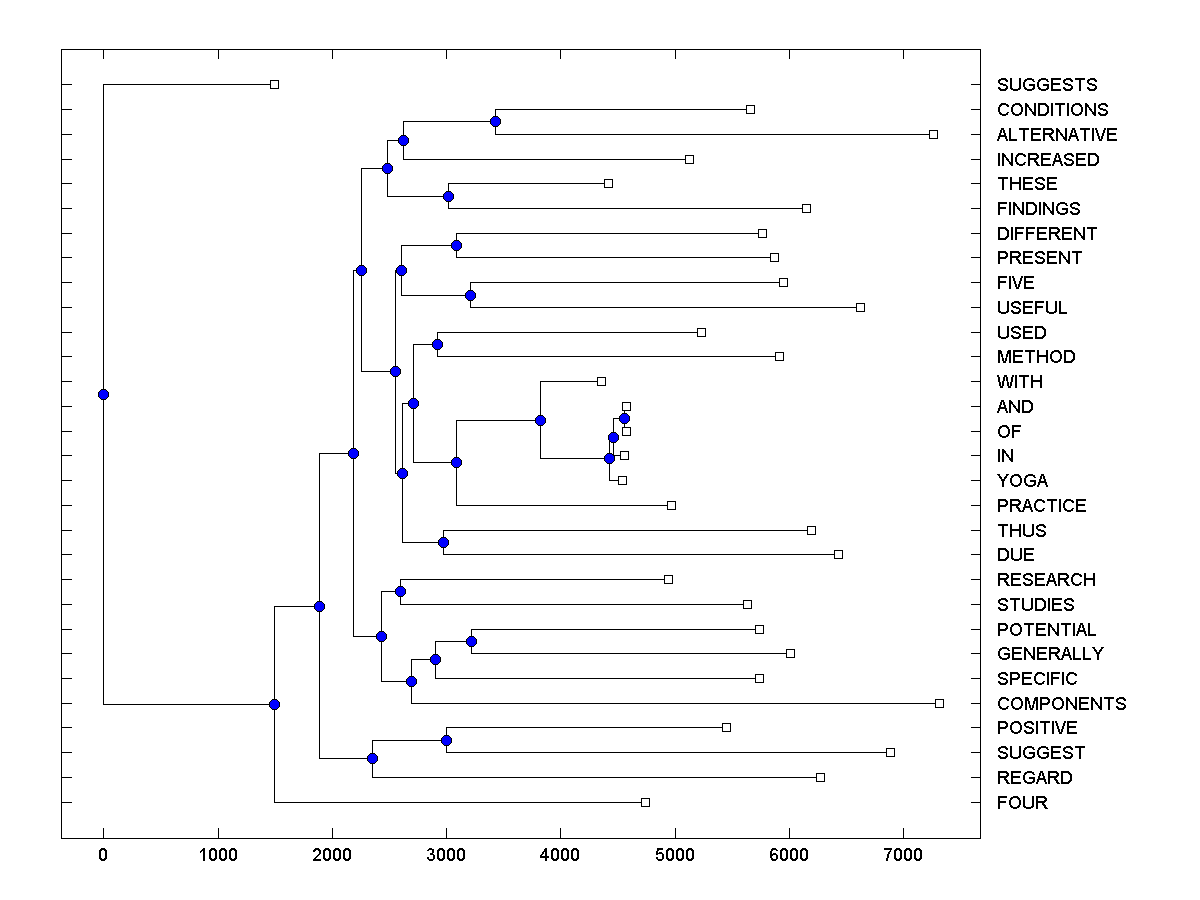 SUGGESTS
CONDITIONS
ALTERNATIVE
INCREASED
THESE
FINDINGS
DIFFERENT
PRESENT
FIVE
USEFUL
USED
METHOD
WITH
AND
OF
IN
YOGA
PRACTICE
THUS
DUE
RESEARCH
STUDIES
POTENTIAL
GENERALLY
SPECIFIC
COMPONENTS
POSITIVE
SUGGEST
REGARD
FOUR
0 1000 2000 3000 4000 5000 6000 7000